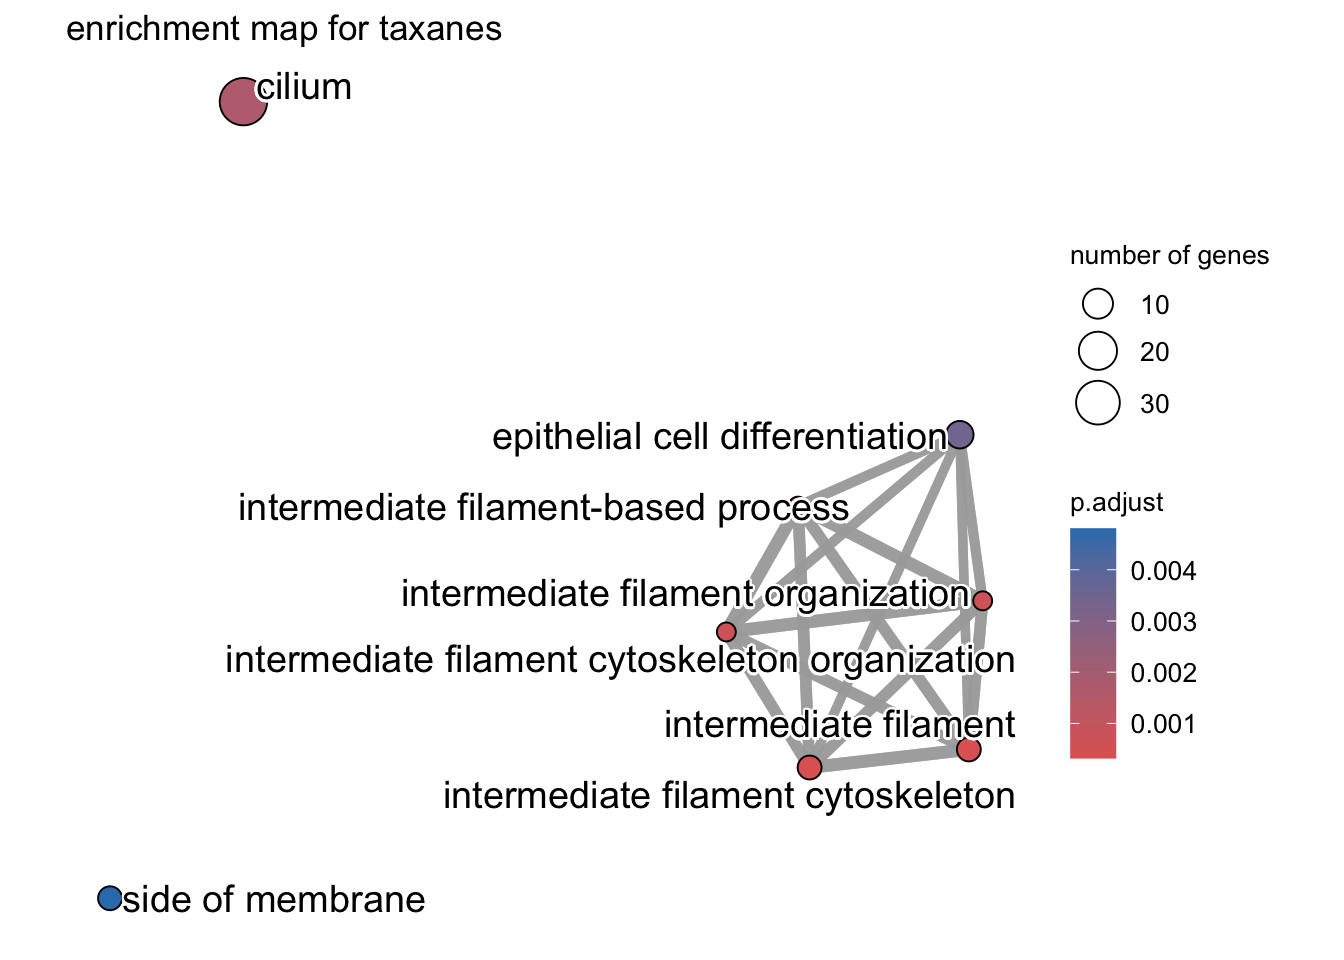 enrichment map for taxanes
cilium
number of genes
10
20
30
epithelial cell differentiation
intermediate filament-based process
p.adjust
0.004
0.003
0.002
0.001
intermediate filament organization
intermediate filament cytoskeleton organization
intermediate filament
intermediate filament cytoskeleton
side of membrane